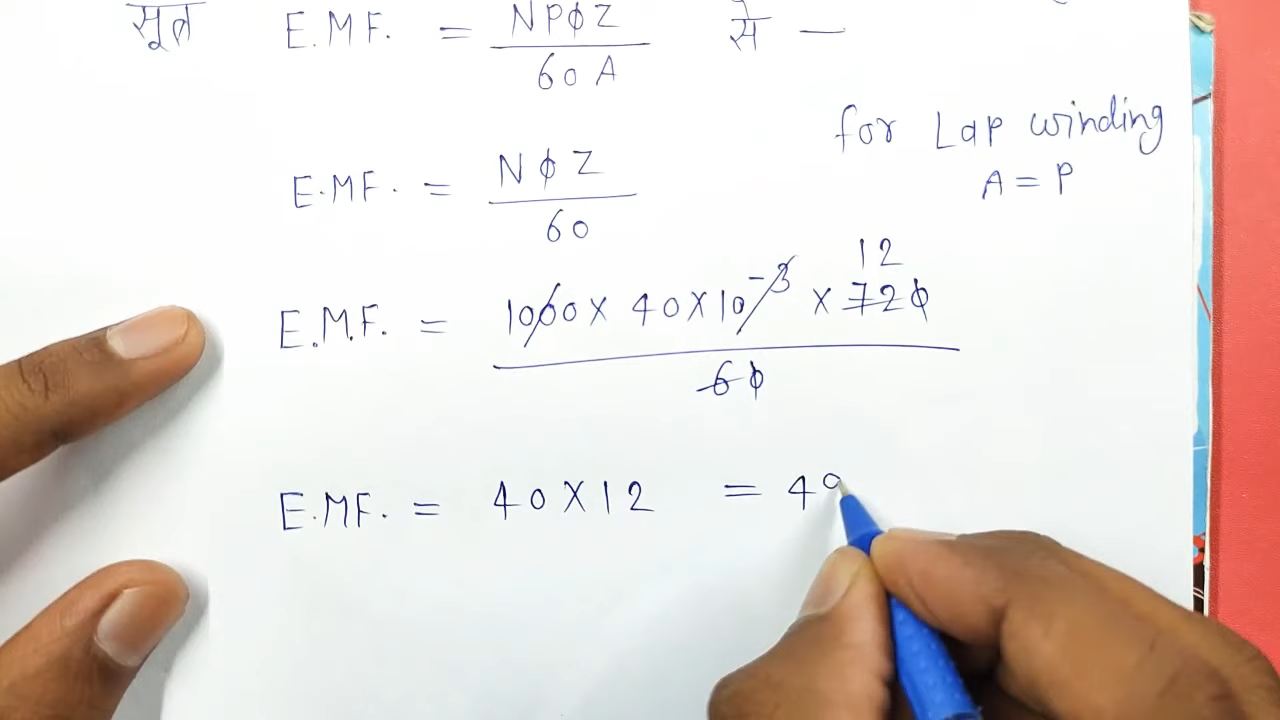 सूत्र E.M.F. = NPΦZ / 60 A से —
for Lap winding
A = P
E.M.F. = NΦZ / 60
E.M.F. = 1000 × 40 × 10⁻³ × 720 / 60
12
E.M.F. = 40 × 12 = 4